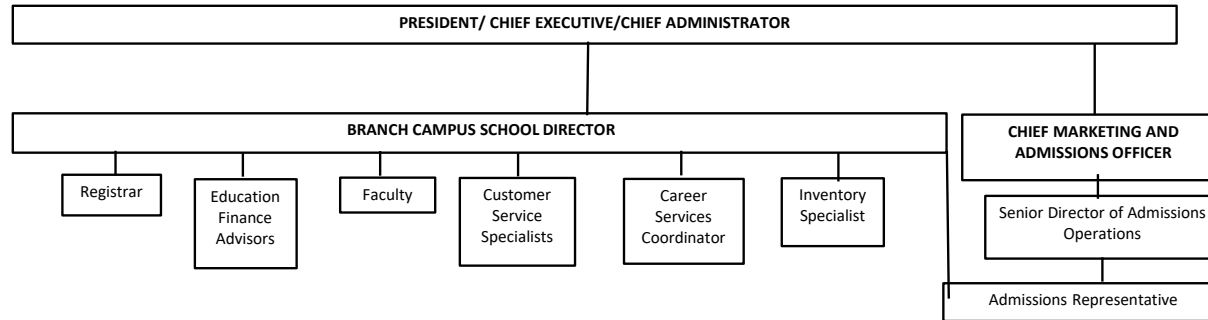 PRESIDENT/ CHIEF EXECUTIVE/CHIEF ADMINISTRATOR
BRANCH CAMPUS SCHOOL DIRECTOR
CHIEF MARKETING AND
ADMISSIONS OFFICER
Registrar
Education
Finance
Advisors
Faculty
Customer
Service
Specialists
Career
Services
Coordinator
Inventory
Specialist
Senior Director of Admissions
Operations
Admissions Representative